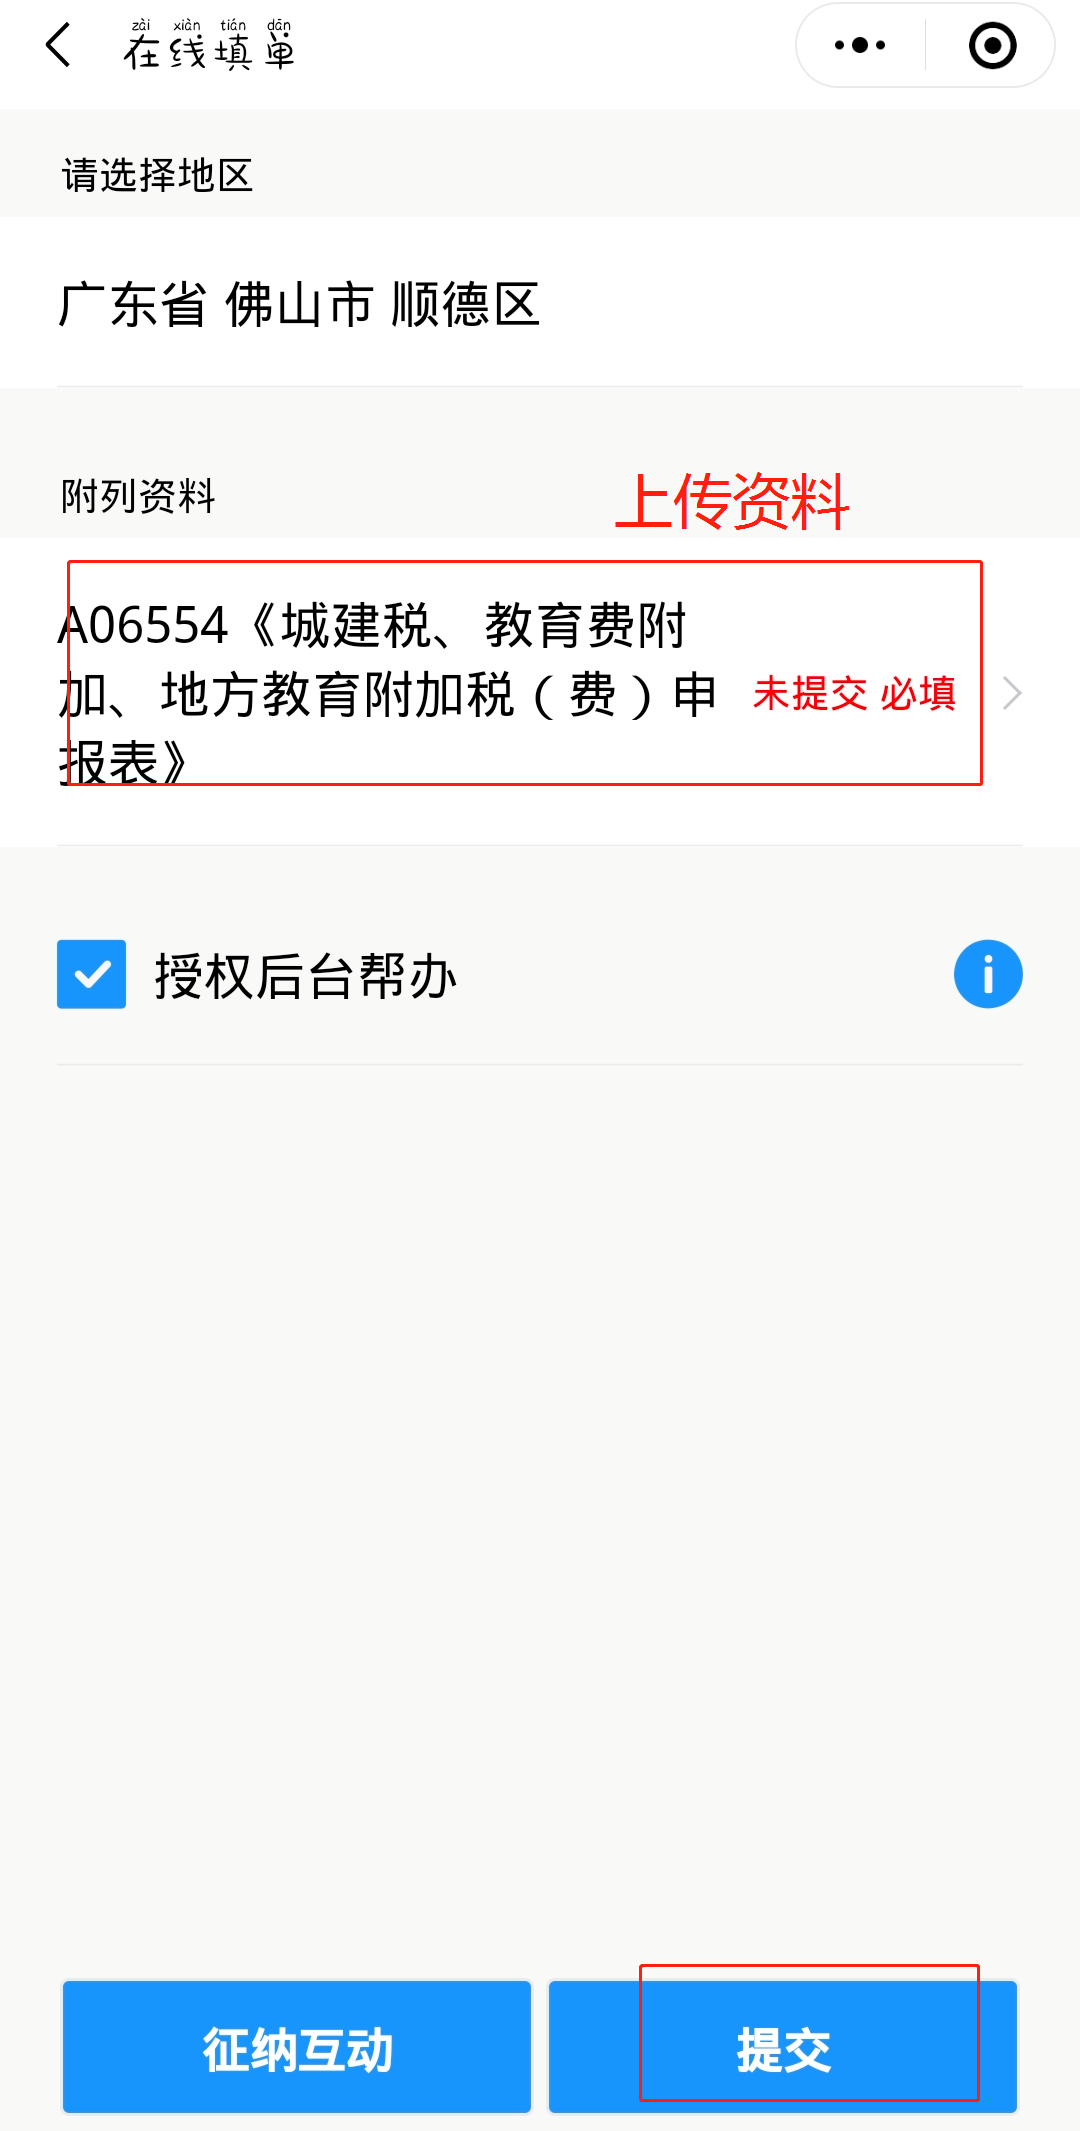 zài xiàn tián dān
在线填单
请选择地区
广东省 佛山市 顺德区
附列资料
上传资料
A06554《城建税、教育费附
加、地方教育附加税（费）申
报表》
未提交 必填
授权后台帮办
征纳互动
提交